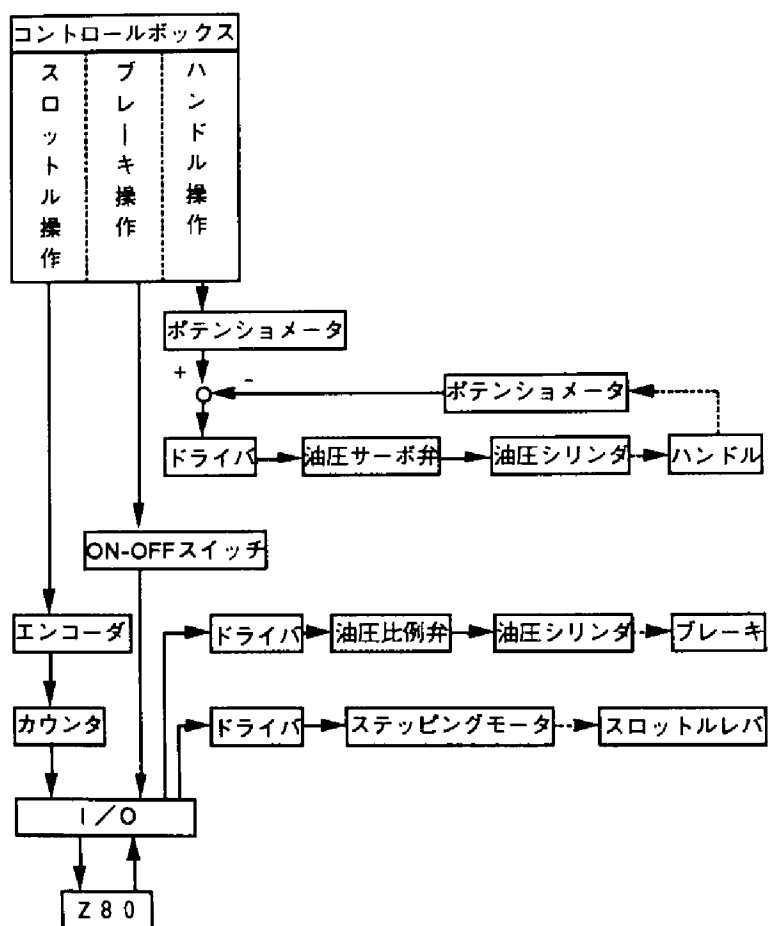 コントロールボックス
スロットル操作
ブレーキ操作
ハンドル操作
ポテンショメータ
+
-
ポテンショメータ
ドライバ
油圧サーボ弁
油圧シリンダ
ハンドル
ON-OFFスイッチ
エンコーダ
ドライバ
油圧比例弁
油圧シリンダ
ブレーキ
カウンタ
ドライバ
ステッピングモータ
スロットルレバ
I/O
Z80